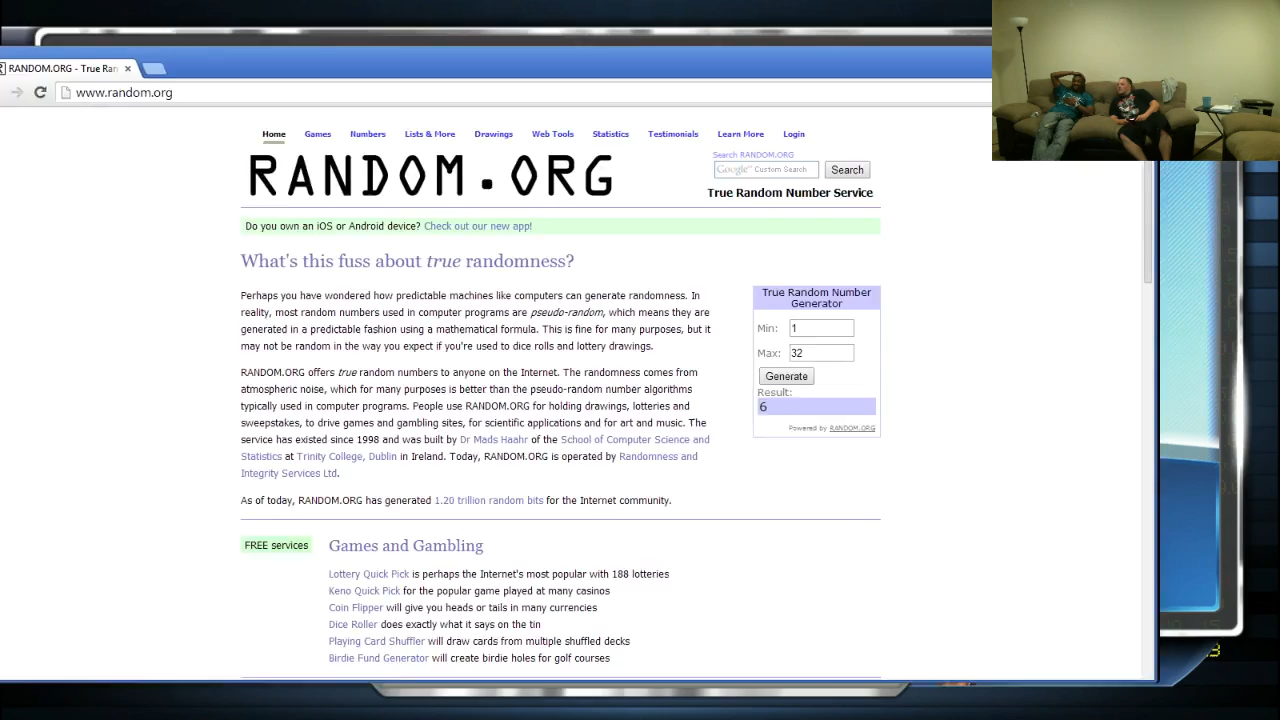 RANDOM.ORG - True Ran
www.random.org
Home Games Numbers Lists & More Drawings Web Tools Statistics Testimonials Learn More Login
RANDOM.ORG
Search RANDOM.ORG
Google™ Custom Search Search
True Random Number Service
Do you own an iOS or Android device? Check out our new app!
What's this fuss about true randomness?
Perhaps you have wondered how predictable machines like computers can generate randomness. In
reality, most random numbers used in computer programs are pseudo-random, which means they are
generated in a predictable fashion using a mathematical formula. This is fine for many purposes, but it
may not be random in the way you expect if you're used to dice rolls and lottery drawings.
RANDOM.ORG offers true random numbers to anyone on the Internet. The randomness comes from
atmospheric noise, which for many purposes is better than the pseudo-random number algorithms
typically used in computer programs. People use RANDOM.ORG for holding drawings, lotteries and
sweepstakes, to drive games and gambling sites, for scientific applications and for art and music. The
service has existed since 1998 and was built by Dr Mads Haahr of the School of Computer Science and
Statistics at Trinity College, Dublin in Ireland. Today, RANDOM.ORG is operated by Randomness and
Integrity Services Ltd.
As of today, RANDOM.ORG has generated 1.20 trillion random bits for the Internet community.
True Random Number
Generator
Min: 1
Max: 32
Generate
Result:
6
Powered by RANDOM.ORG
FREE services
Games and Gambling
Lottery Quick Pick is perhaps the Internet's most popular with 188 lotteries
Keno Quick Pick for the popular game played at many casinos
Coin Flipper will give you heads or tails in many currencies
Dice Roller does exactly what it says on the tin
Playing Card Shuffler will draw cards from multiple shuffled decks
Birdie Fund Generator will create birdie holes for golf courses